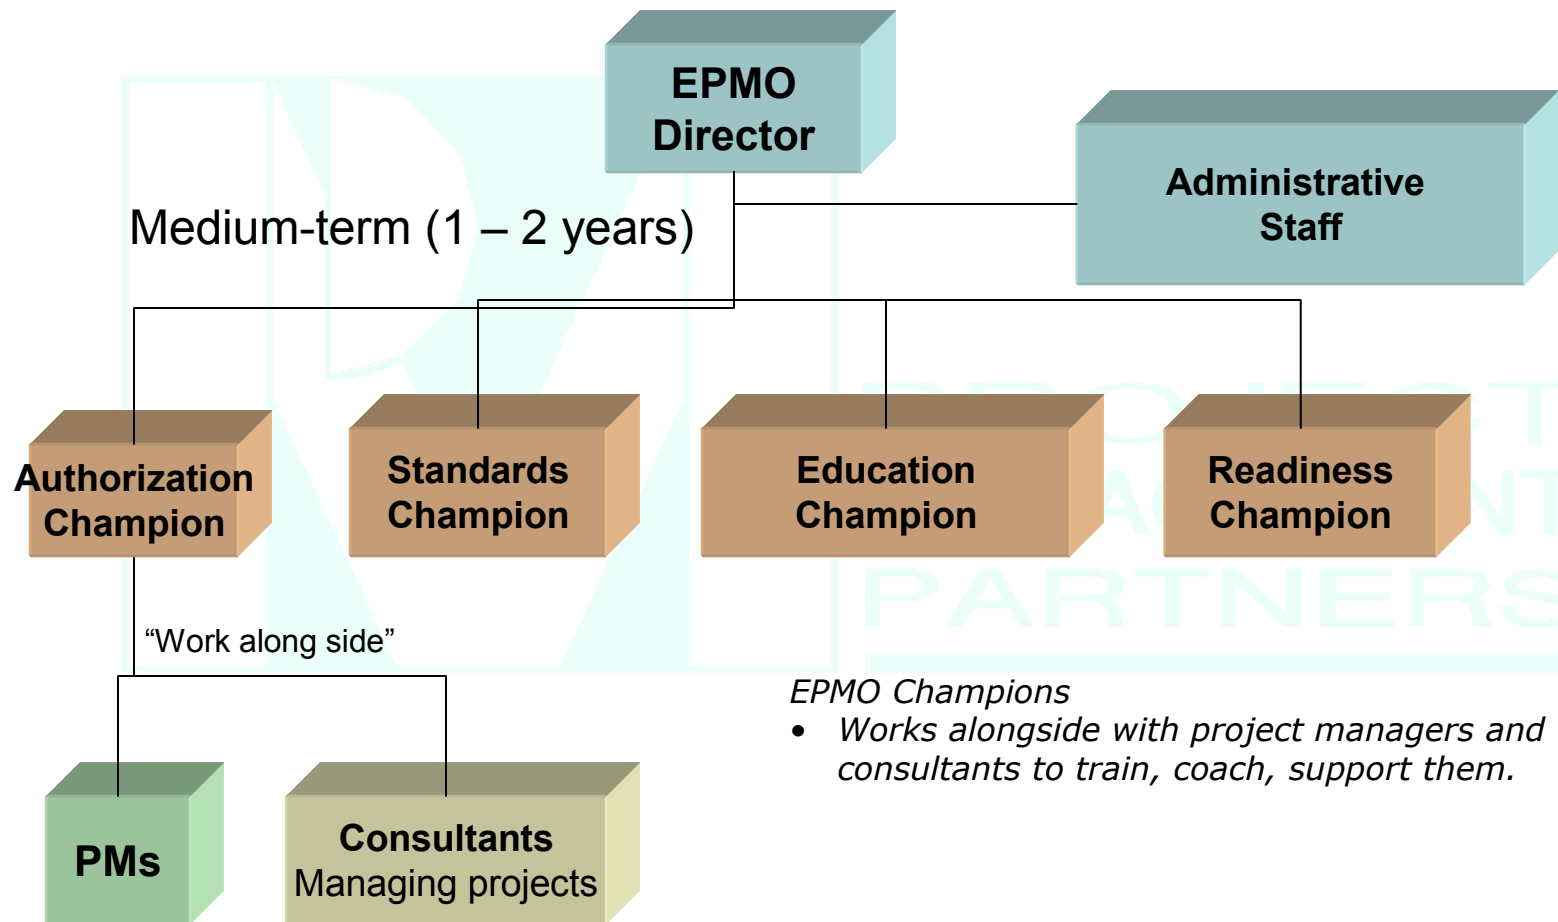 EPMO
Director
Administrative
Staff
Medium-term (1 – 2 years)
Authorization
Champion
Standards
Champion
Education
Champion
Readiness
Champion
PROJECT
PARTNERS
“Work along side”
EPMO Champions
• Works alongside with project managers and
consultants to train, coach, support them.
PMs
Consultants
Managing projects